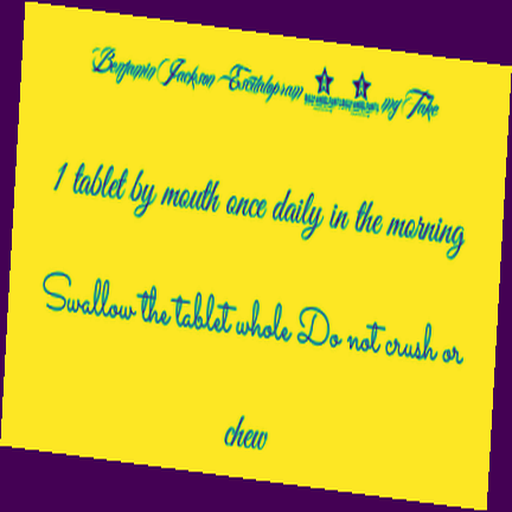 Benjamin Jackson Escitalopram mg Take
1 tablet by mouth once daily in the morning
Swallow the tablet whole Do not crush or
chew